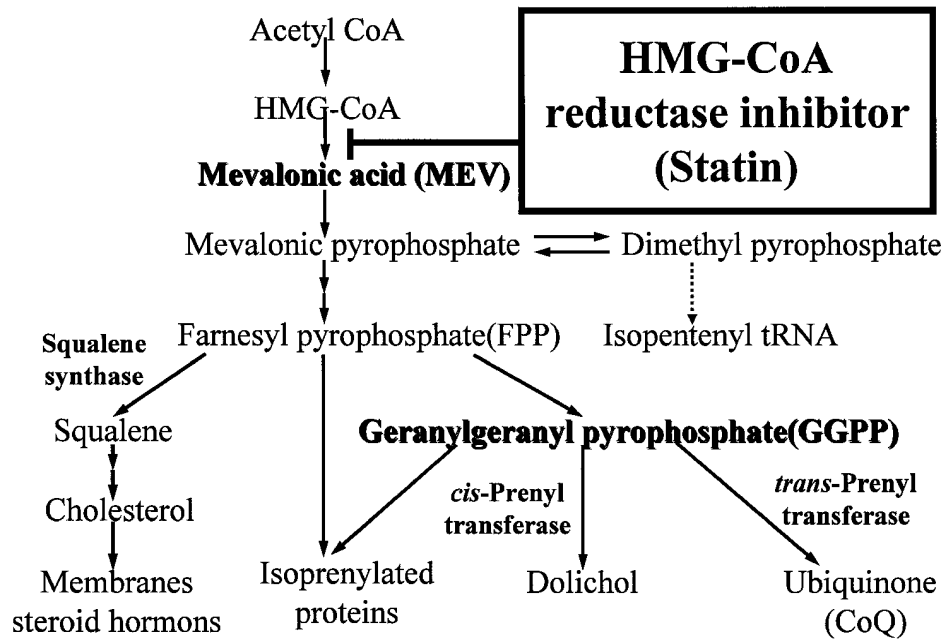 Acetyl CoA
HMG-CoA
reductase inhibitor
(Statin)
HMG-CoA
Mevalonic acid (MEV)
Mevalonic pyrophosphate
Dimethyl pyrophosphate
Farnesyl pyrophosphate(FPP)
Isopentenyl tRNA
Squalene
synthase
Squalene
Geranylgeranyl pyrophosphate(GGPP)
cis-Prenyl
transferase
trans-Prenyl
transferase
Cholesterol
Membranes
steroid hormons
Isoprenylated
proteins
Dolichol
Ubiquinone
(CoQ)